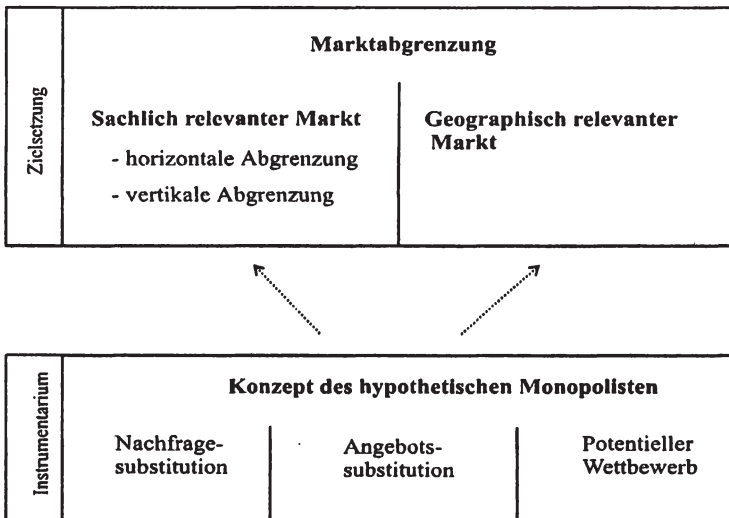 Zielsetzung
Marktabgrenzung
Sachlich relevanter Markt
- horizontale Abgrenzung
- vertikale Abgrenzung
Geographisch relevanter
Markt
Instrumentarium
Konzept des hypothetischen Monopolisten
Nachfrage-
substitution
Angebots-
substitution
Potentieller
Wettbewerb